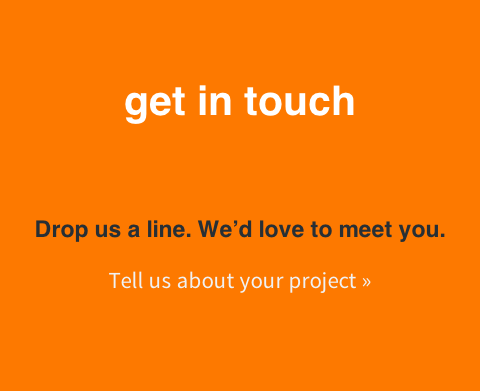 get in touch
Drop us a line. We’d love to meet you.
Tell us about your project »